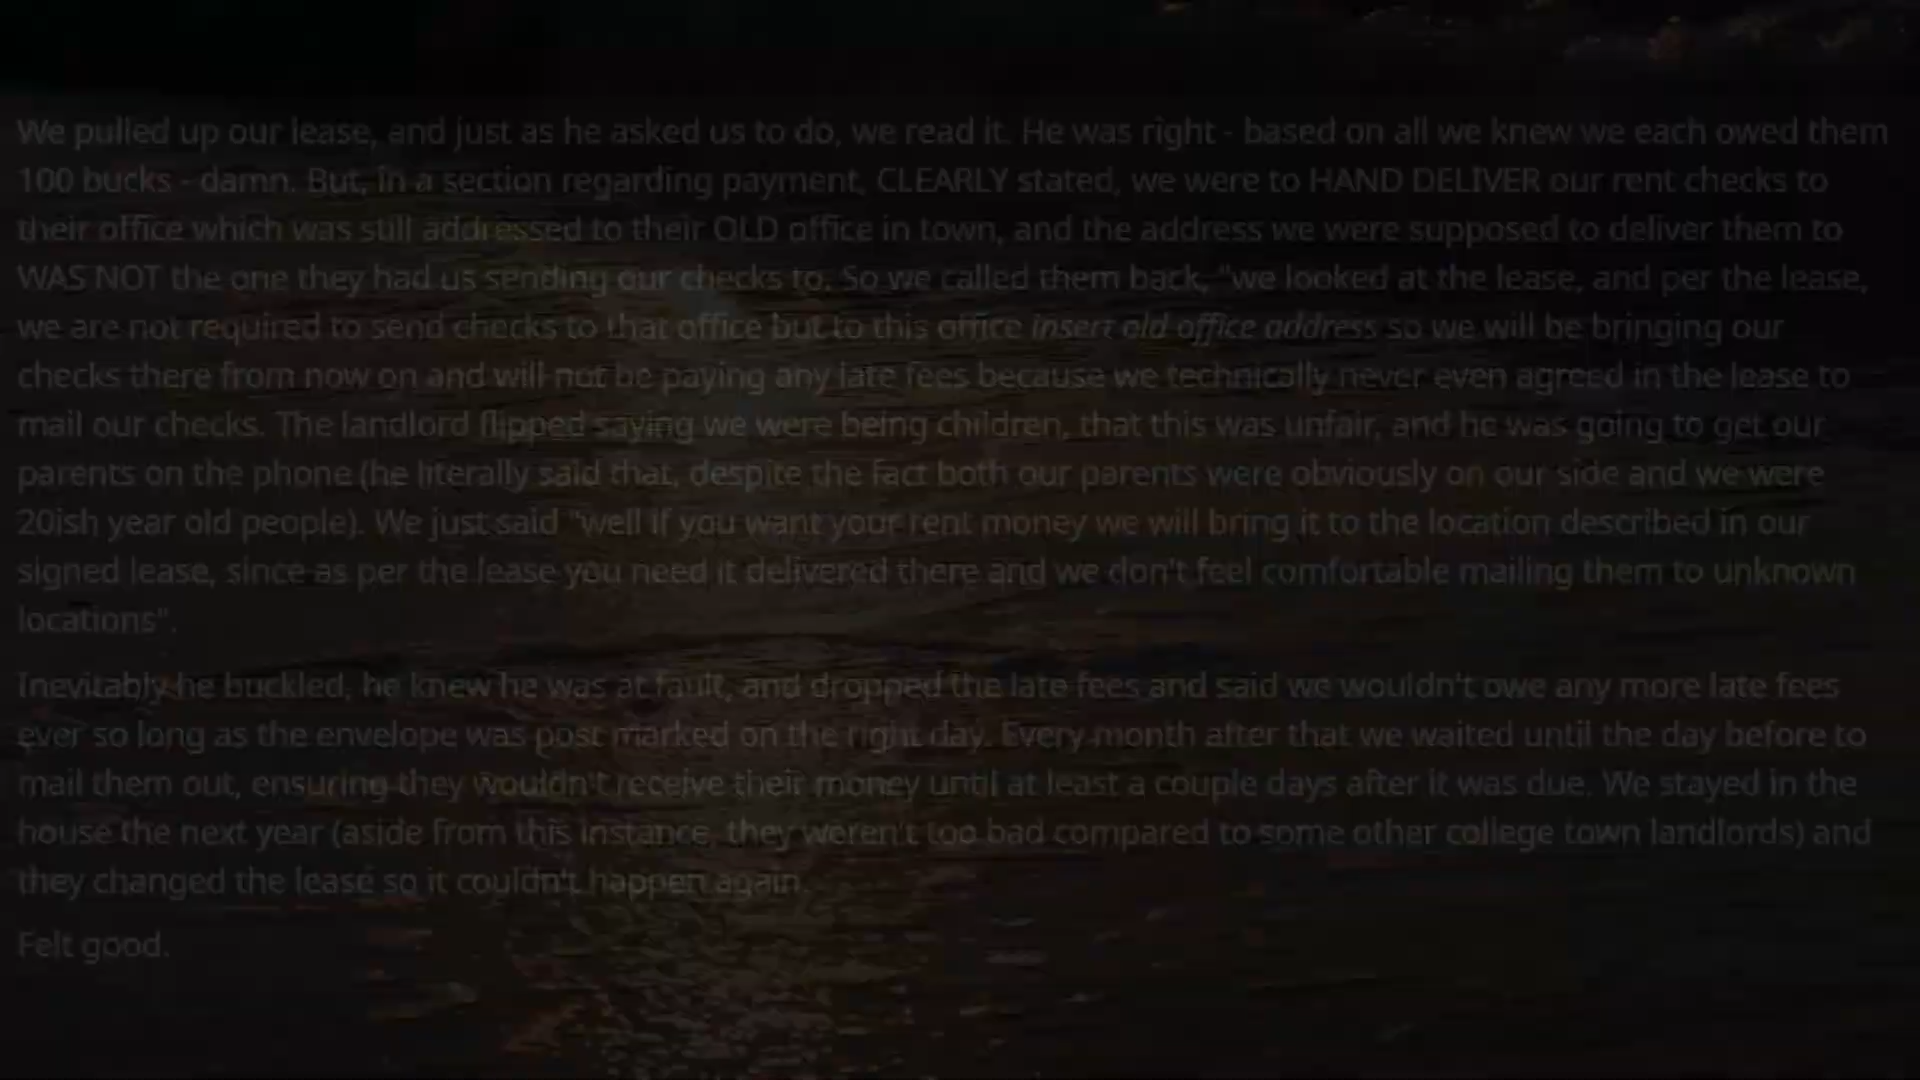 We pulled up our lease, and just as he asked us to do, we read it. He was right - based on all we knew we each owed them
100 bucks - damn. But, in a section regarding payment, CLEARLY stated, we were to HAND DELIVER our rent checks to
their office which was still addressed to their OLD office in town, and the address we were supposed to deliver them to
WAS NOT the one they had us sending our checks to. So we called them back, "we looked at the lease, and per the lease,
we are not required to send checks to that office but to this office insert old office address so we will be bringing our
checks there from now on and will not be paying any late fees because we technically never even agreed in the lease to
mail our checks. The landlord flipped saying we were being children, that this was unfair, and he was going to get our
parents on the phone (he literally said that, despite the fact both our parents were obviously on our side and we were
20ish year old people). We just said "well if you want your rent money we will bring it to the location described in our
signed lease, since as per the lease you need it delivered there and we don't feel comfortable mailing them to unknown
locations".
Inevitably he buckled, he knew he was at fault, and dropped the late fees and said we wouldn't owe any more late fees
ever so long as the envelope was post marked on the right day. Every month after that we waited until the day before to
mail them out, ensuring they wouldn't receive their money until at least a couple days after it was due. We stayed in the
house the next year (aside from this instance, they weren't too bad compared to some other college town landlords) and
they changed the lease so it couldn't happen again.
Felt good.